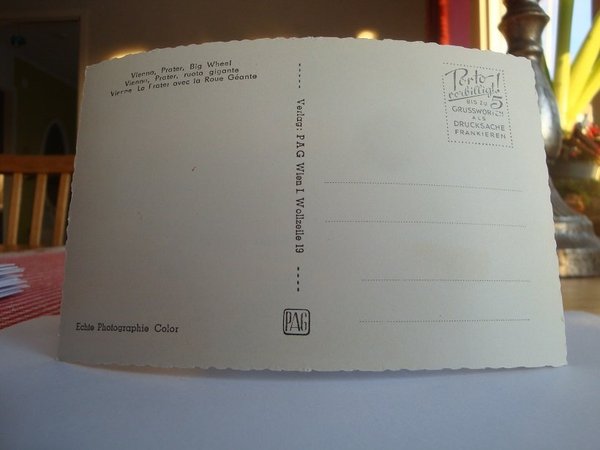 Vienna, Prater, Big Wheel
Vienna, Prater, ruota gigante
Vienne Le Prater avec la Roue Géante
Echte Photographie Color
Verlag: PAG Wien I. Wollzeile 19
PAG
Porto-!
verbilligt
BIS ZU 5
GRUSSWORTEN
ALS
DRUCKSACHE
FRANKIEREN